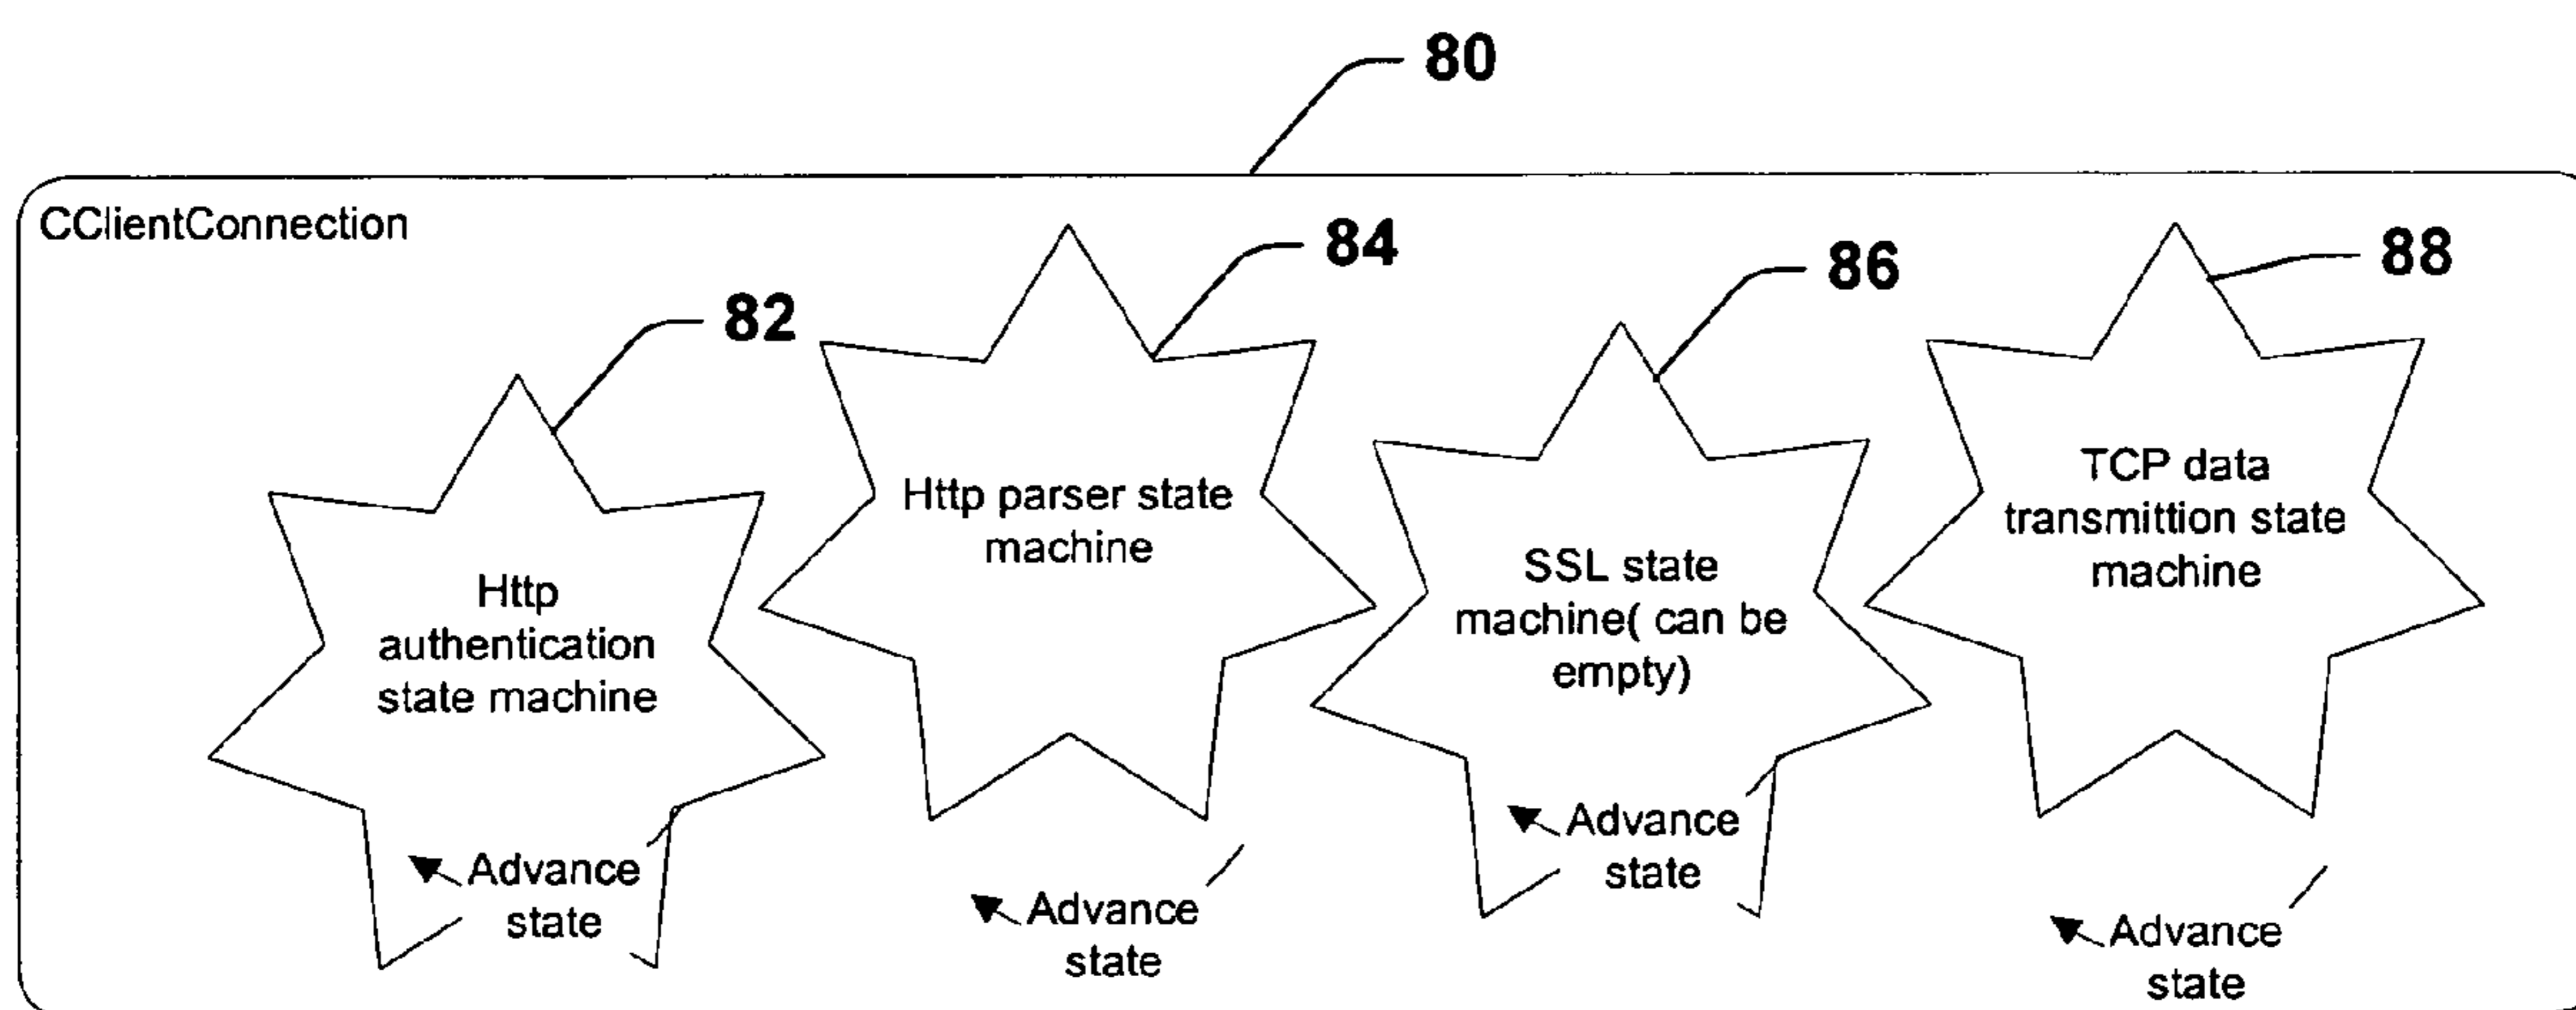 80
CClientConnection
82
84
86
88
Http
authentication
state machine
Http parser state
machine
SSL state
machine( can be
empty)
TCP data
transmittion state
machine
Advance
state
Advance
state
Advance
state
Advance
state